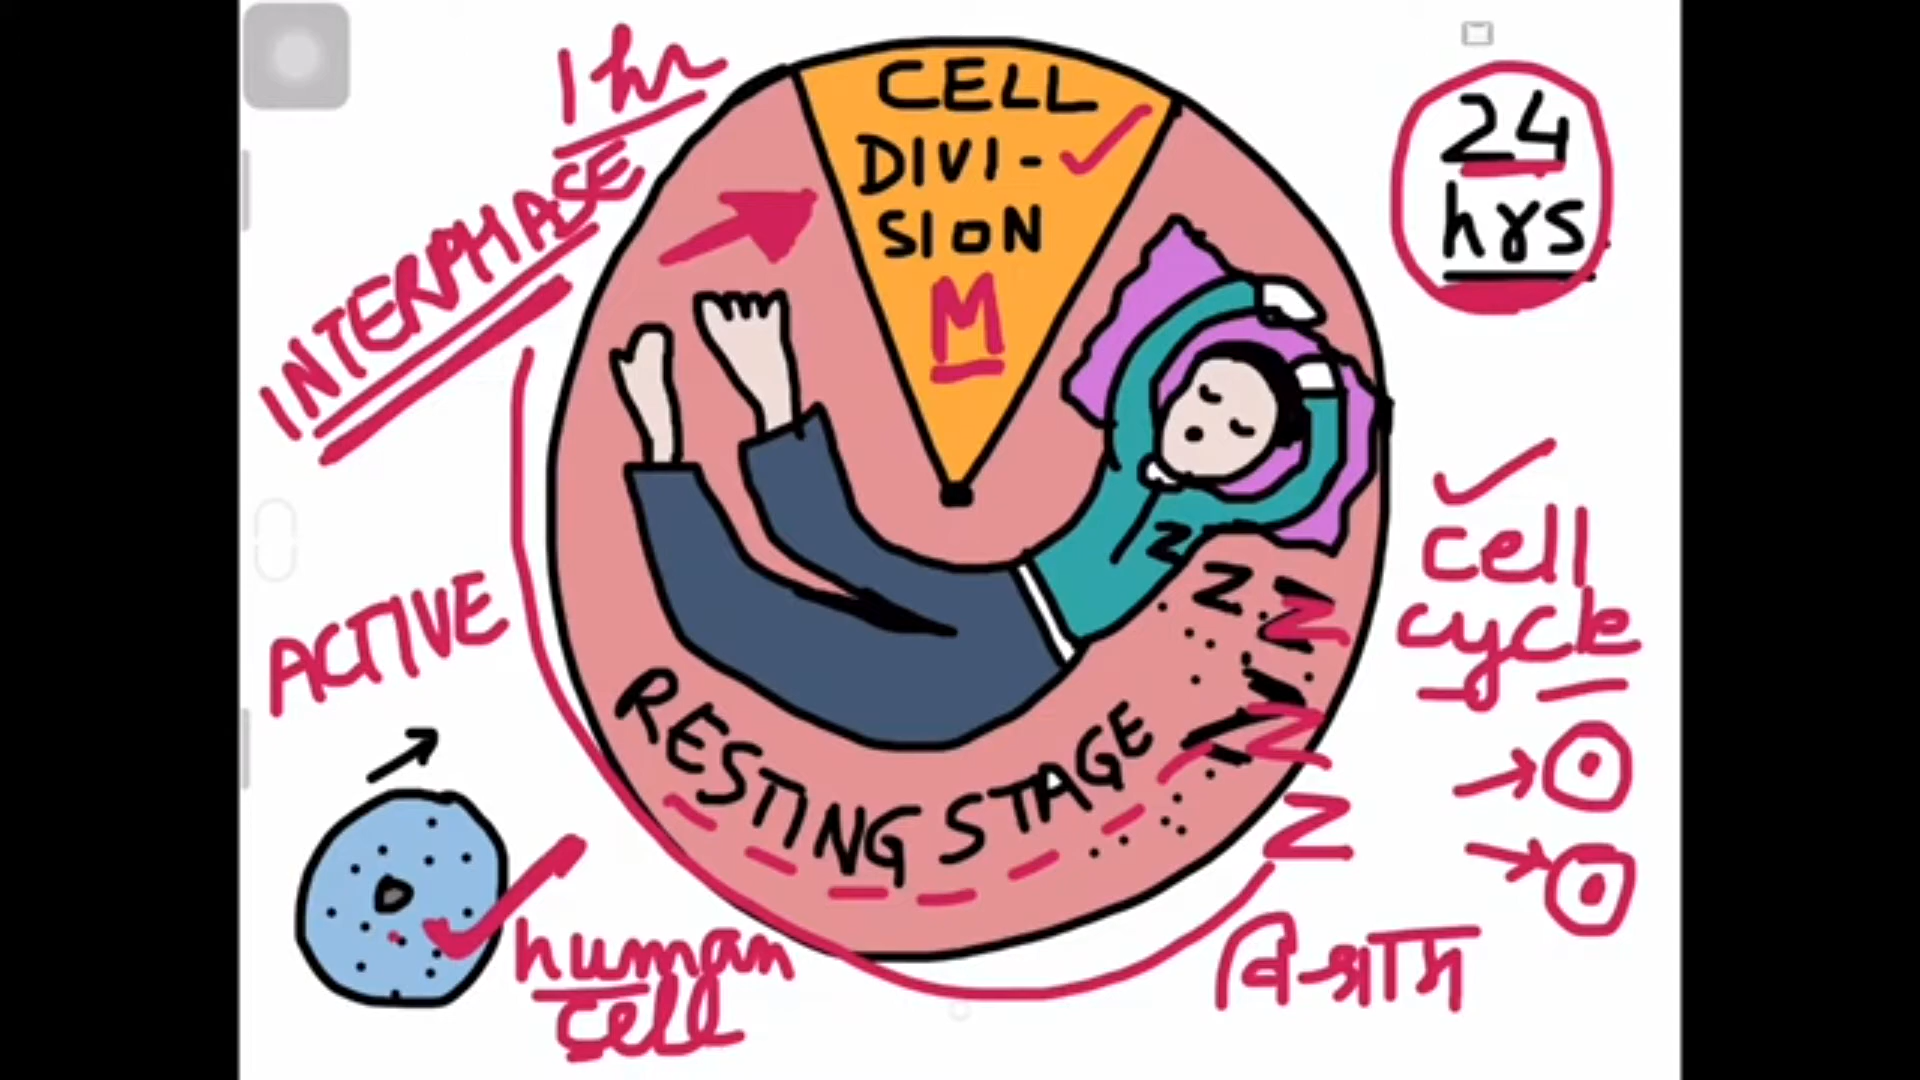 1 hr
INTERPHASE
CELL
DIVI-
SION
M
24
hrs
ACTIVE
RESTING STAGE
z
z
z
z
z
z
z
cell
cycle
human
cell
विश्राम